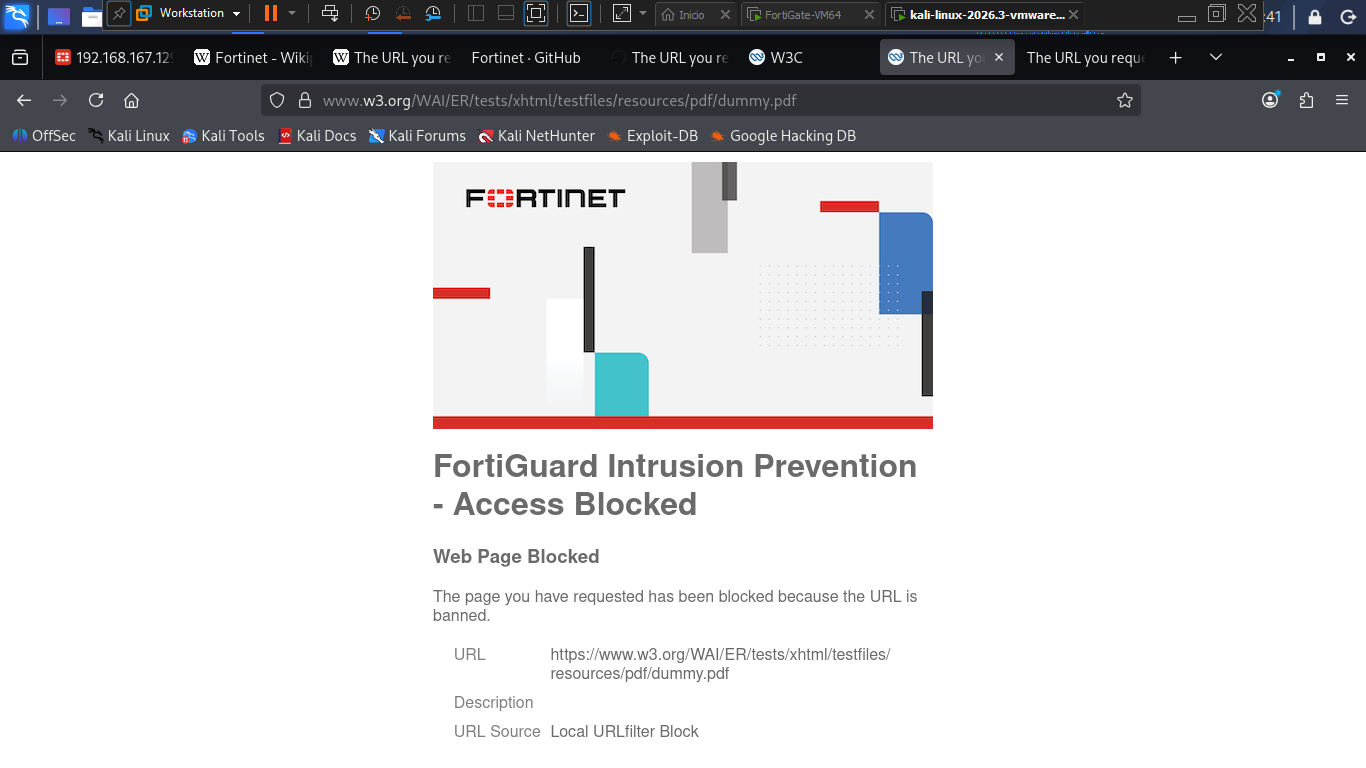 Workstation
Inicio
FortiGate-VM64
kali-linux-2026.3-vmware...
:41
192.168.167.129
Fortinet - Wiki
The URL you re
Fortinet · GitHub
The URL you re
W3C
The URL you
The URL you reque
www.w3.org/WAI/ER/tests/xhtml/testfiles/resources/pdf/dummy.pdf
OffSec
Kali Linux
Kali Tools
Kali Docs
Kali Forums
Kali NetHunter
Exploit-DB
Google Hacking DB
FORTINET
FortiGuard Intrusion Prevention
- Access Blocked
Web Page Blocked
The page you have requested has been blocked because the URL is
banned.
URL https://www.w3.org/WAI/ER/tests/xhtml/testfiles/
resources/pdf/dummy.pdf
Description
URL Source Local URLfilter Block